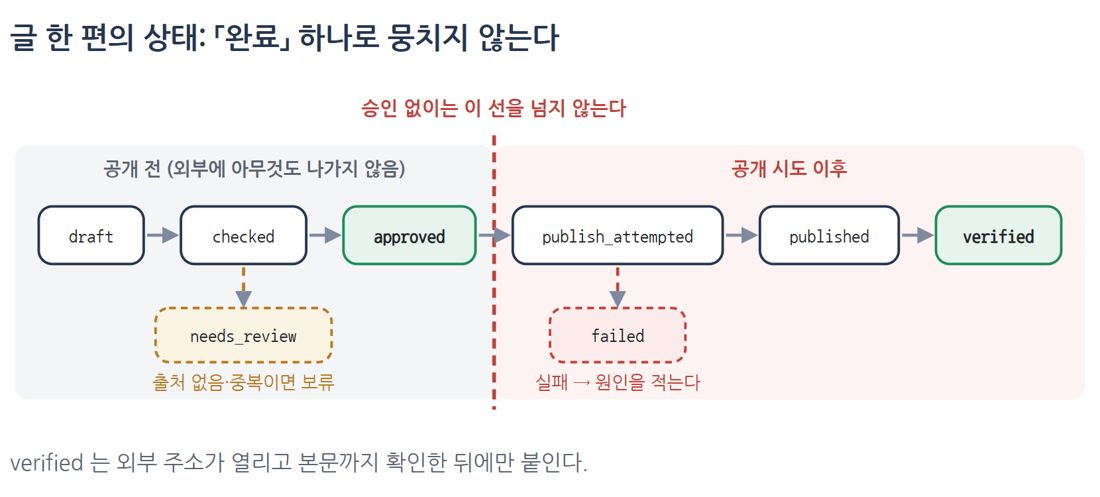 글 한 편의 상태: 「완료」 하나로 뭉치지 않는다
승인 없이는 이 선을 넘지 않는다
공개 전 (외부에 아무것도 나가지 않음)
공개 시도 이후
draft
checked
approved
publish_attempted
published
verified
needs_review
failed
출처 없음·중복이면 보류
실패 → 원인을 적는다
verified 는 외부 주소가 열리고 본문까지 확인한 뒤에만 붙인다.